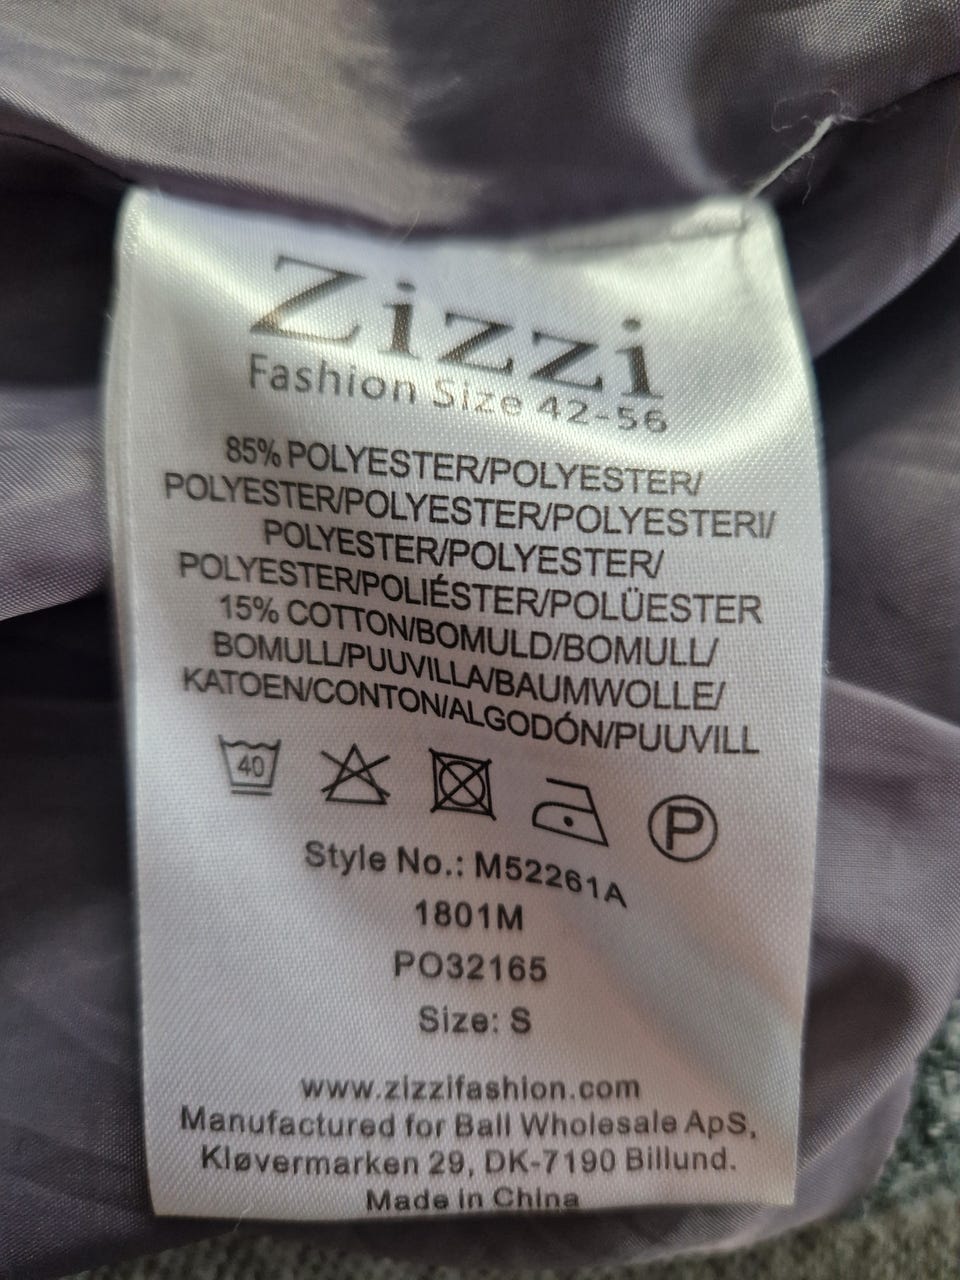 Zizzi
Fashion Size 42-56
85% POLYESTER/POLYESTER/
POLYESTER/POLYESTER/POLYESTERI/
POLYESTER/POLYESTER/
POLYESTER/POLIÉSTER/POLÜESTER
15% COTTON/BOMULD/BOMULL/
BOMULL/PUUVILLA/BAUMWOLLE/
KATOEN/CONTON/ALGODÓN/PUUVILL
40 P
Style No.: M52261A
1801M
PO32165
Size: S
www.zizzifashion.com
Manufactured for Ball Wholesale ApS,
Kløvermarken 29, DK-7190 Billund.
Made in China